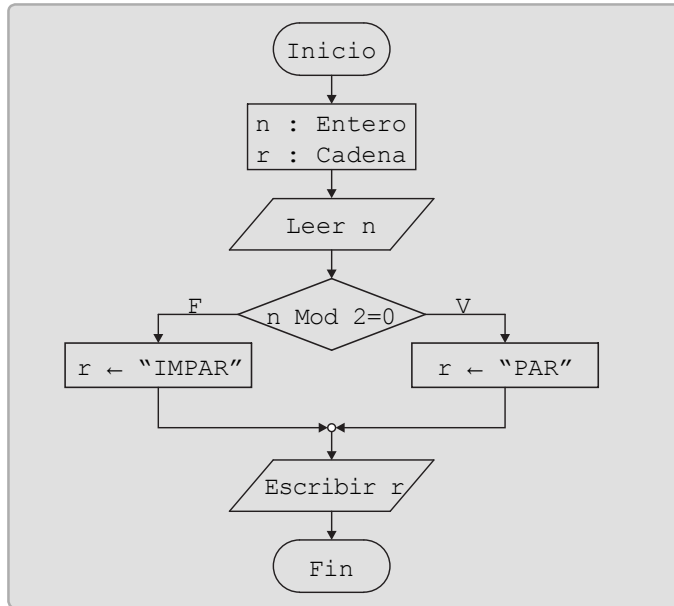 Inicio
n : Entero
r : Cadena
Leer n
F
n Mod 2=0
V
r ← “IMPAR”
r ← “PAR”
Escribir r
Fin